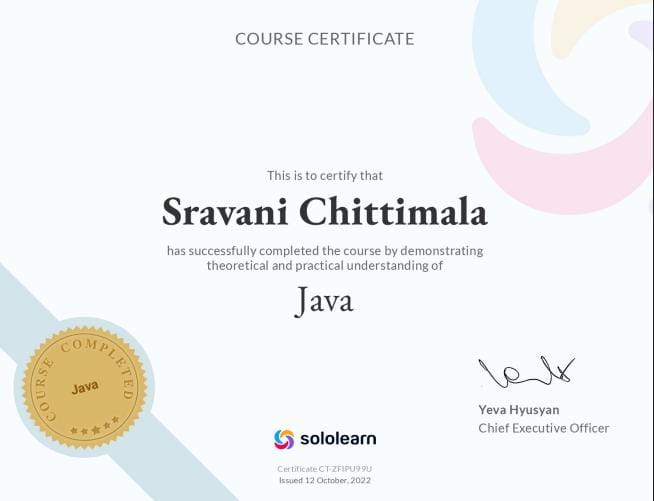 COURSE CERTIFICATE
This is to certify that
Sravani Chittimala
has successfully completed the course by demonstrating
theoretical and practical understanding of
Java
COURSE COMPLETED
Java
Yeva Hyusyan
Chief Executive Officer
sololearn
Certificate CT-ZFIPU99U
Issued 12 October, 2022